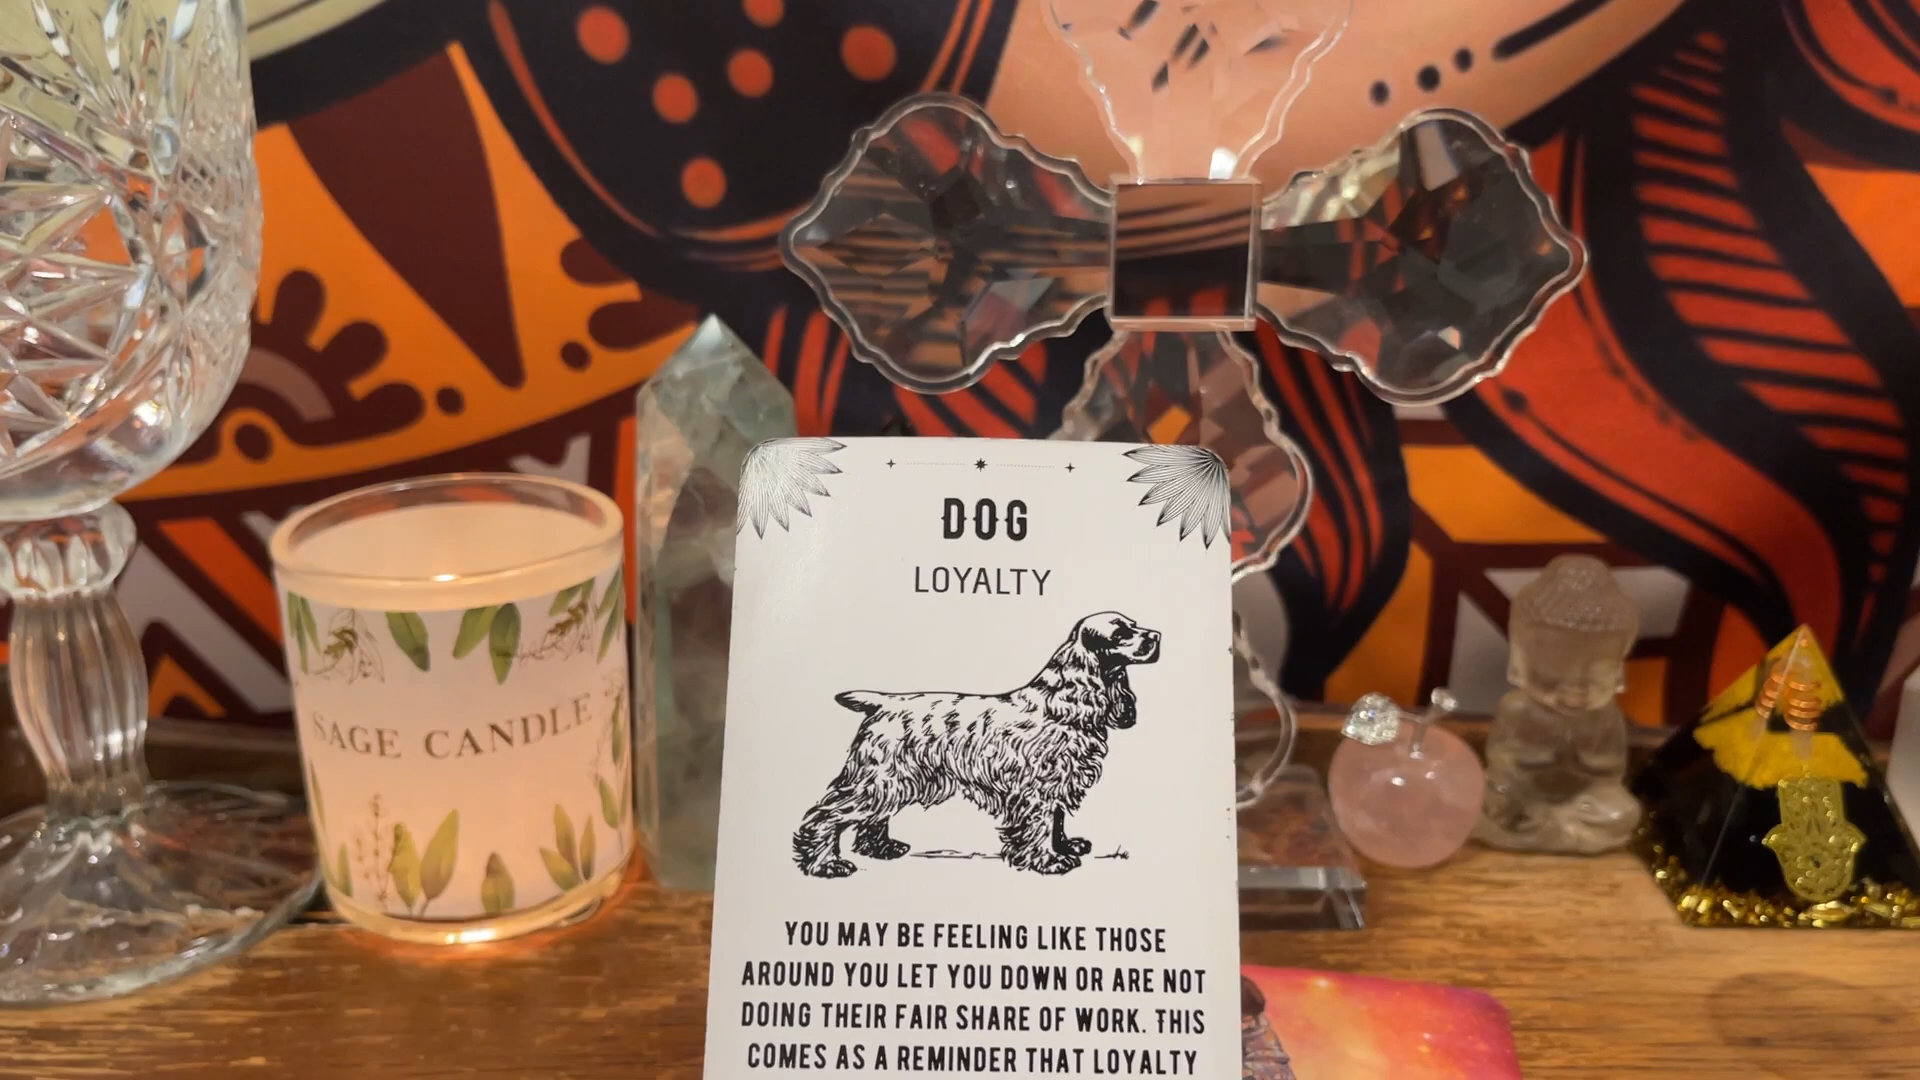 SAGE CANDLE
DOG
LOYALTY
YOU MAY BE FEELING LIKE THOSE
AROUND YOU LET YOU DOWN OR ARE NOT
DOING THEIR FAIR SHARE OF WORK. THIS
COMES AS A REMINDER THAT LOYALTY